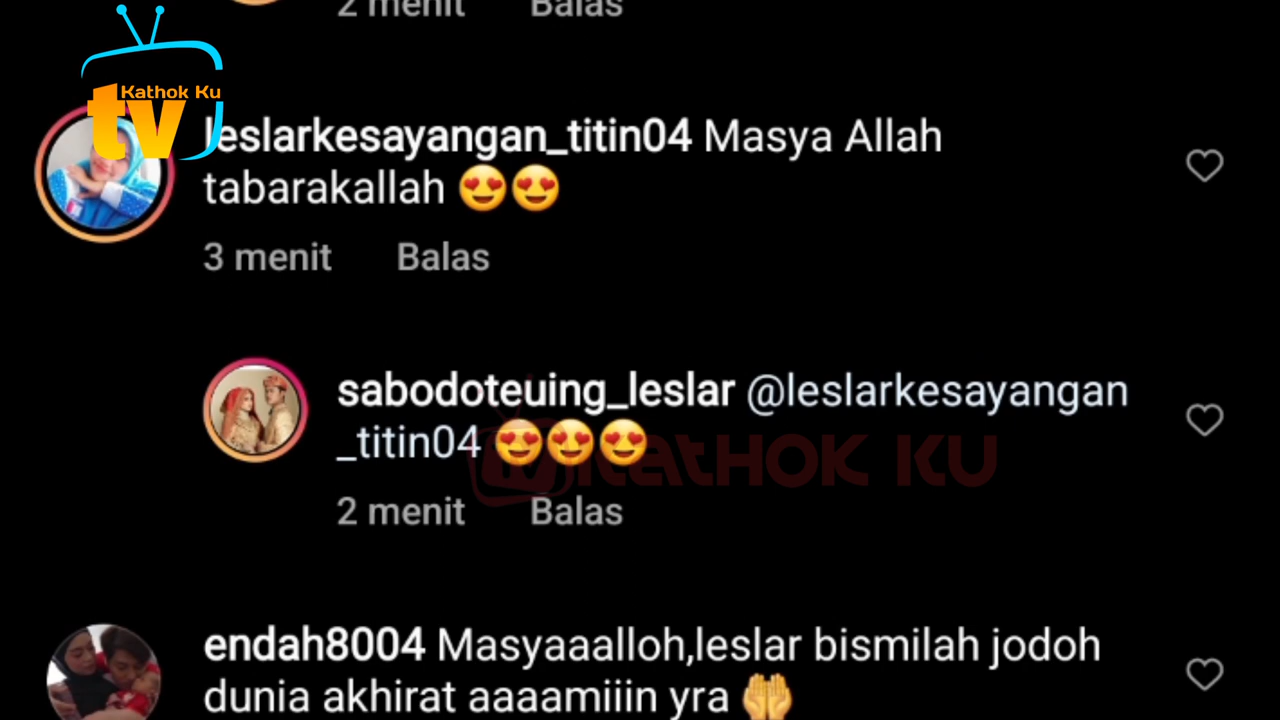 2 menit Balas
Kathok Ku
tv
leslarkesayangan_titin04 Masya Allah
tabarakallah 😍😍
3 menit Balas
sabodoteuing_leslar @leslarkesayangan
_titin04 😍😍😍
TV KATHOK KU
2 menit Balas
endah8004 Masyaaalloh,leslar bismilah jodoh
dunia akhirat aaaamiiin yra 🤲